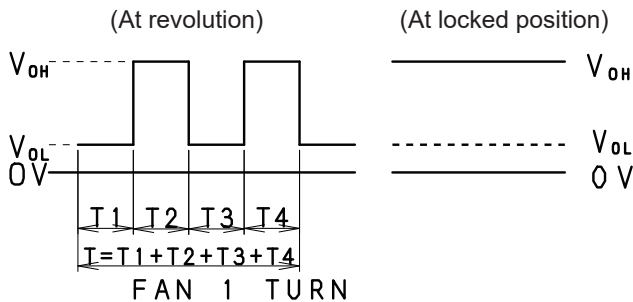 (At revolution) (At locked position)
VOH VOH
VOL VOL
0V 0V
T1 T2 T3 T4
T=T1+T2+T3+T4
FAN 1 TURN